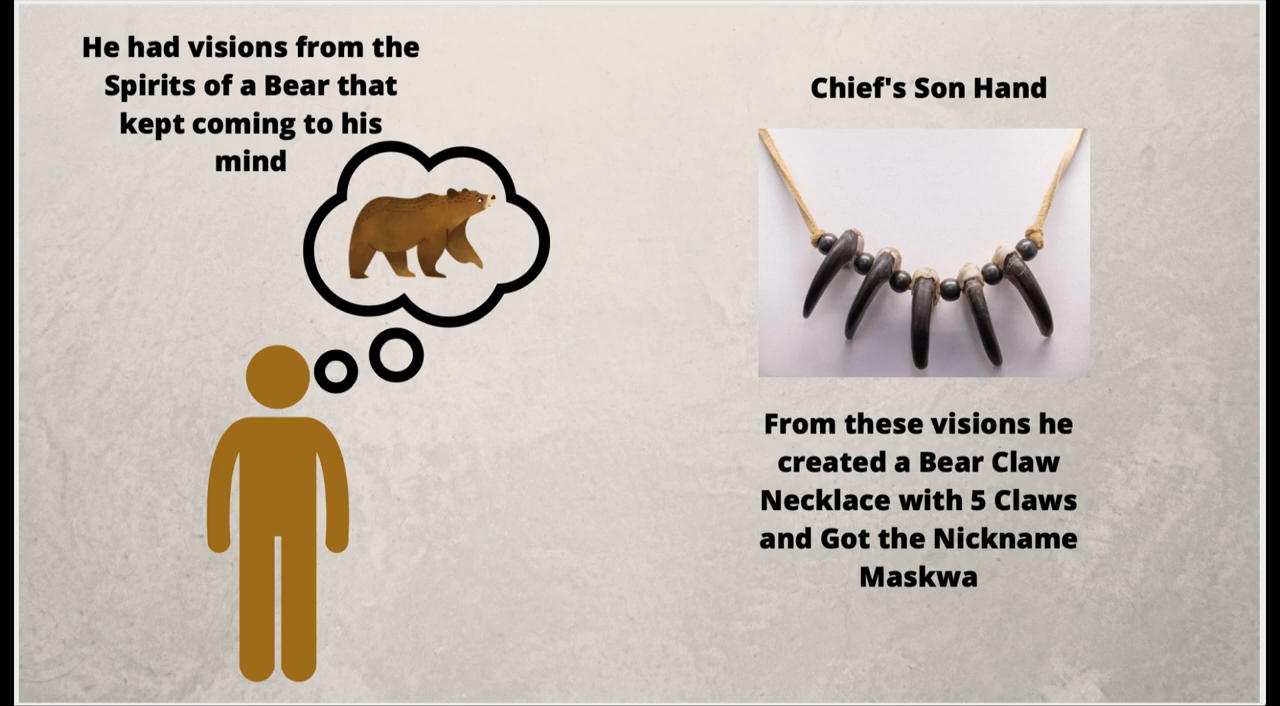 He had visions from the
Spirits of a Bear that
kept coming to his
mind
Chief's Son Hand
From these visions he
created a Bear Claw
Necklace with 5 Claws
and Got the Nickname
Maskwa